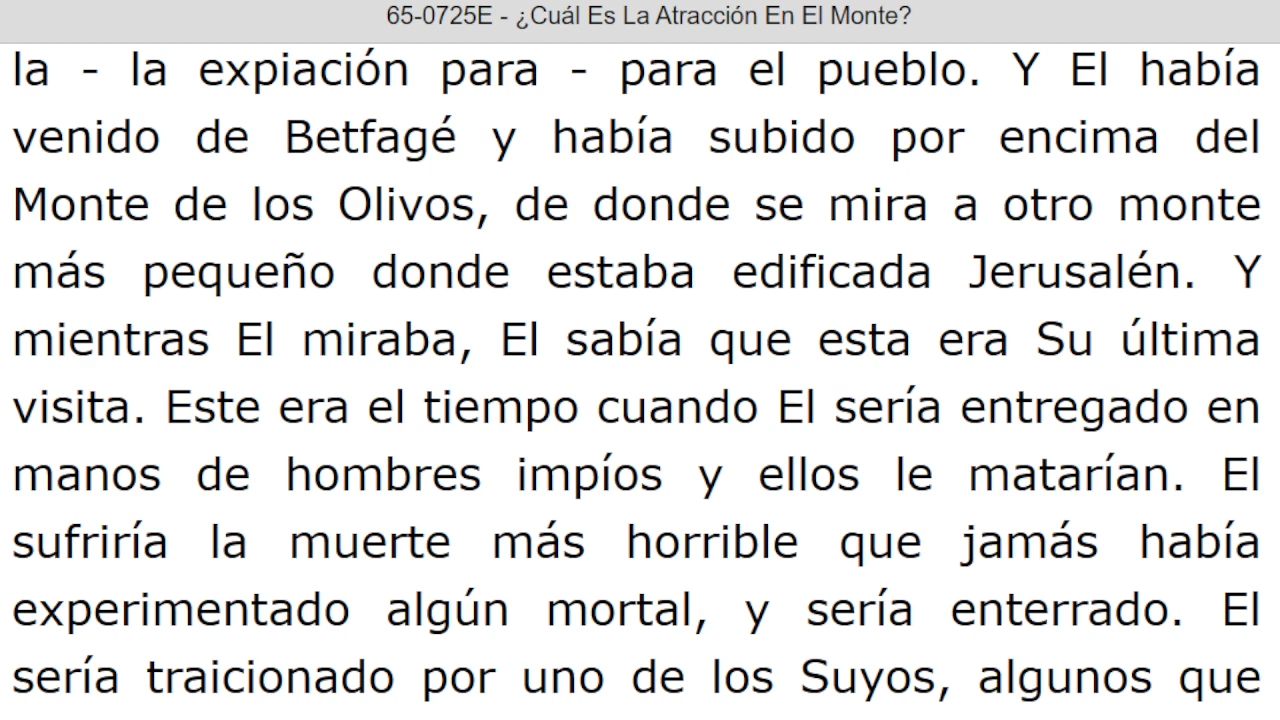 65-0725E - ¿Cuál Es La Atracción En El Monte?
la - la expiación para - para el pueblo. Y El había
venido de Betfagé y había subido por encima del
Monte de los Olivos, de donde se mira a otro monte
más pequeño donde estaba edificada Jerusalén. Y
mientras El miraba, El sabía que esta era Su última
visita. Este era el tiempo cuando El sería entregado en
manos de hombres impíos y ellos le matarían. El
sufriría la muerte más horrible que jamás había
experimentado algún mortal, y sería enterrado. El
sería traicionado por uno de los Suyos, algunos que